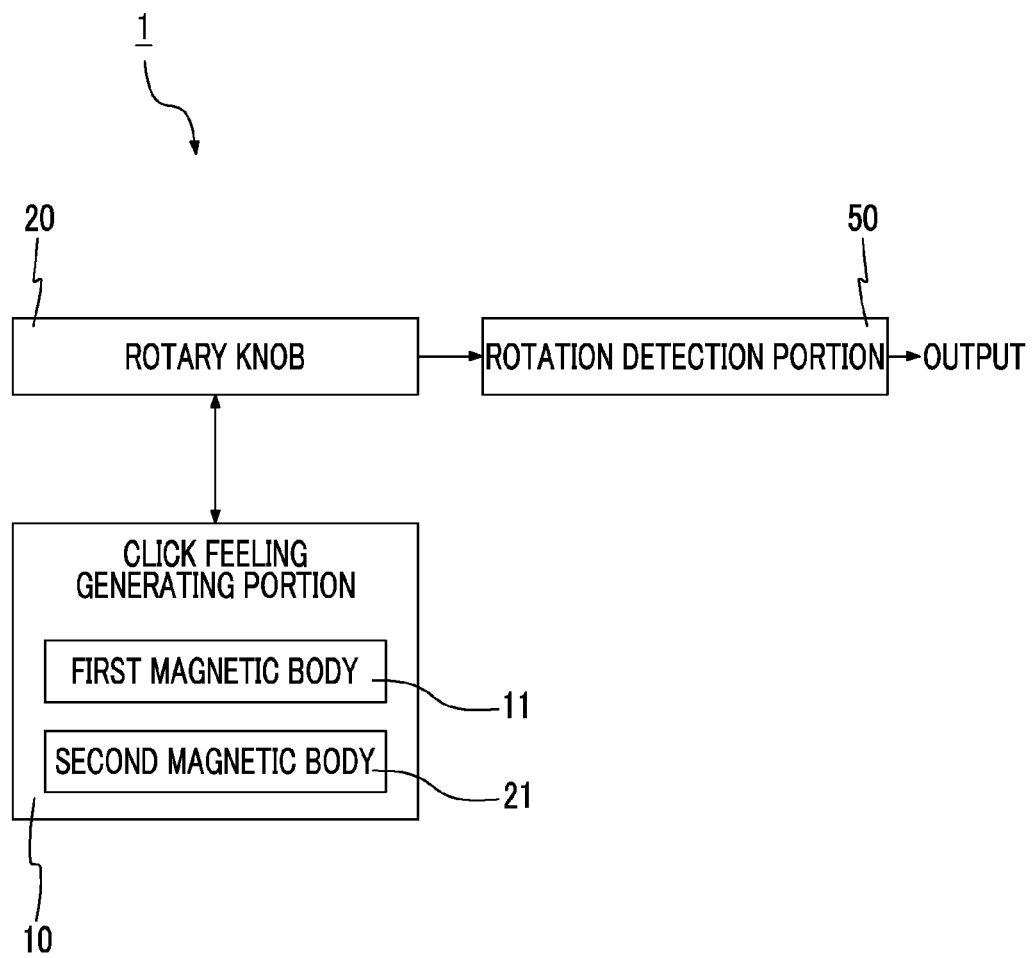 1
20
50
ROTARY KNOB
ROTATION DETECTION PORTION
OUTPUT
CLICK FEELING
GENERATING PORTION
FIRST MAGNETIC BODY
11
SECOND MAGNETIC BODY
21
10